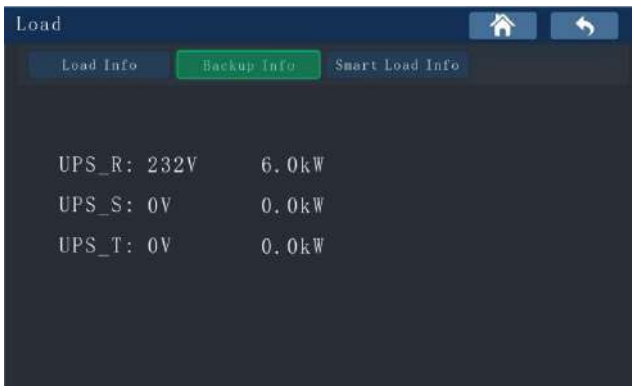 Load
Load Info Backup Info Smart Load Info
UPS_R: 232V 6.0kW
UPS_S: 0V 0.0kW
UPS_T: 0V 0.0kW